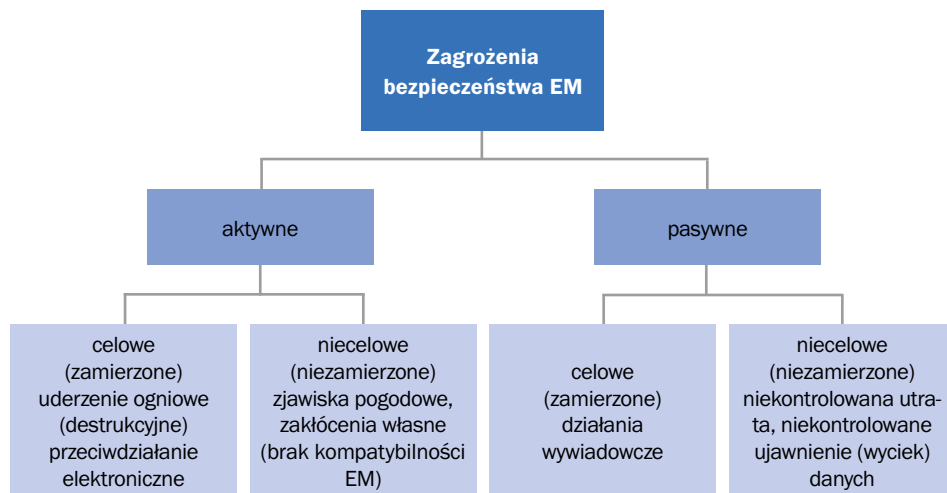 Zagrożenia
bezpieczeństwa EM
aktywne
pasywne
celowe
(zamierzone)
uderzenie ogniowe
(destrukcyjne)
przeciwdziałanie
elektroniczne
niecelowe
(niezamierzone)
zjawiska pogodowe,
zakłócenia własne
(brak kompatybilności
EM)
celowe
(zamierzone)
działania
wywiadowcze
niecelowe
(niezamierzone)
niekontrolowana utra-
ta, niekontrolowane
ujawnienie (wyciek)
danych